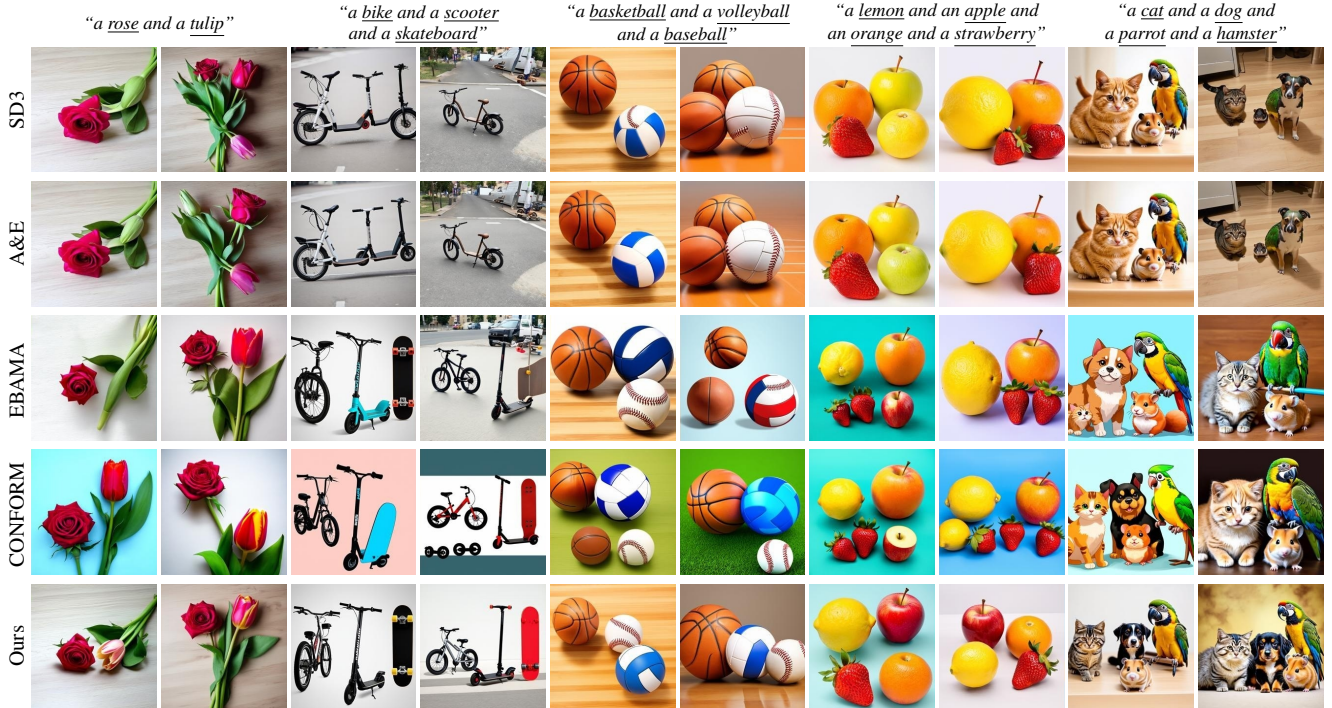 “a rose and a tulip”
“a bike and a scooter
and a skateboard”
“a basketball and a volleyball
and a baseball”
“a lemon and an apple and
an orange and a strawberry”
“a cat and a dog and
a parrot and a hamster”
SD3
A&E
EBAMA
CONFORM
Ours